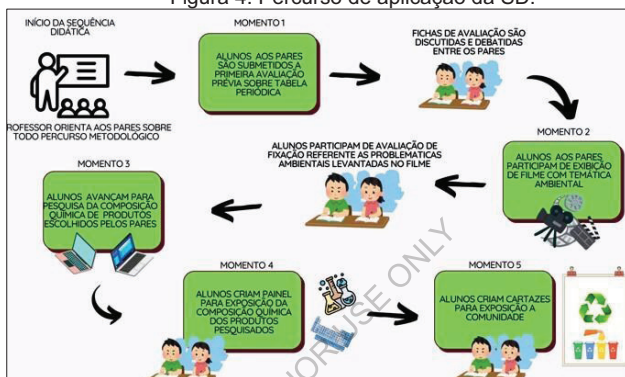 Figura 4: Percurso de aplicação da SD.
INÍCIO DA SEQUÊNCIA
DIDÁTICA
ROFESSOR ORIENTA AOS PARES SOBRE
TODO PERCURSO METODOLÓGICO
MOMENTO 1
ALUNOS AOS PARES
SÃO SUBMETIDOS A
PRIMEIRA AVALIAÇÃO
PRÉVIA SOBRE TABELA
PERIÓDICA
FICHAS DE AVALIAÇÃO SÃO
DISCUTIDAS E DEBATIDAS
ENTRE OS PARES
MOMENTO 2
ALUNOS AOS PARES
PARTICIPAM DE EXIBIÇÃO
DE FILME COM TEMÁTICA
AMBIENTAL
ALUNOS PARTICIPAM DE AVALIAÇÃO DE
FIXAÇÃO REFERENTE AS PROBLEMATICAS
AMBIENTAIS LEVANTADAS NO FILME
MOMENTO 3
ALUNOS AVANÇAM PARA
PESQUISA DA COMPOSIÇÃO
QUÍMICA DE PRODUTOS
ESCOLHIDOS PELOS PARES
MOMENTO 4
ALUNOS CRIAM PAINEL
PARA EXPOSIÇÃO DA
COMPOSIÇÃO QUÍMICA
DOS PRODUTOS
PESQUISADOS
MOMENTO 5
ALUNOS CRIAM CARTAZES
PARA EXPOSIÇÃO A
COMUNIDADE
USE ONLY